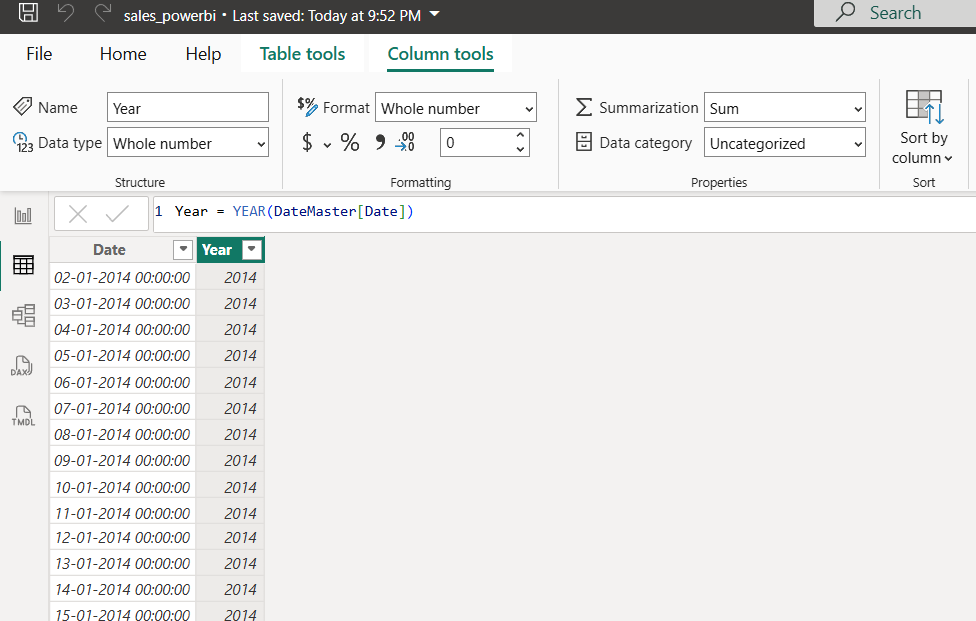 sales_powerbi • Last saved: Today at 9:52 PM
Search
File Home Help Table tools Column tools
Name Year
$% Format Whole number
Summarization Sum
Data type Whole number
$ % 9 .00 0
Data category Uncategorized
Sort by
column
Structure Formatting Properties Sort
1 Year = YEAR(DateMaster[Date])
Date Year
02-01-2014 00:00:00 2014
03-01-2014 00:00:00 2014
04-01-2014 00:00:00 2014
05-01-2014 00:00:00 2014
06-01-2014 00:00:00 2014
07-01-2014 00:00:00 2014
08-01-2014 00:00:00 2014
09-01-2014 00:00:00 2014
10-01-2014 00:00:00 2014
11-01-2014 00:00:00 2014
12-01-2014 00:00:00 2014
13-01-2014 00:00:00 2014
14-01-2014 00:00:00 2014
15-01-2014 00:00:00 2014
DAX
TMDL